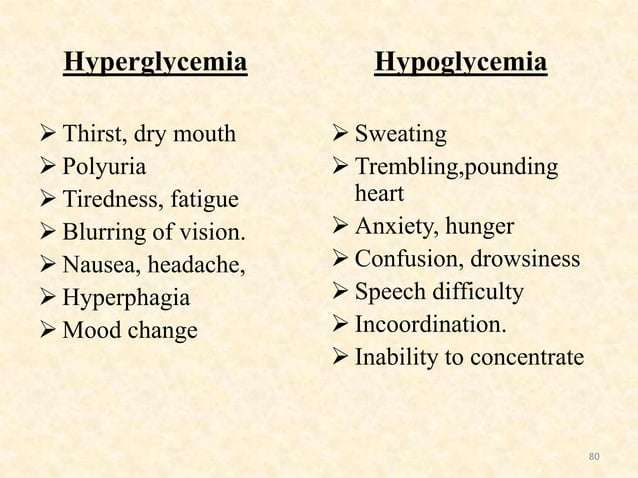 Hyperglycemia
➢ Thirst, dry mouth
➢ Polyuria
➢ Tiredness, fatigue
➢ Blurring of vision.
➢ Nausea, headache,
➢ Hyperphagia
➢ Mood change
Hypoglycemia
➢ Sweating
➢ Trembling,pounding
heart
➢ Anxiety, hunger
➢ Confusion, drowsiness
➢ Speech difficulty
➢ Incoordination.
➢ Inability to concentrate
80